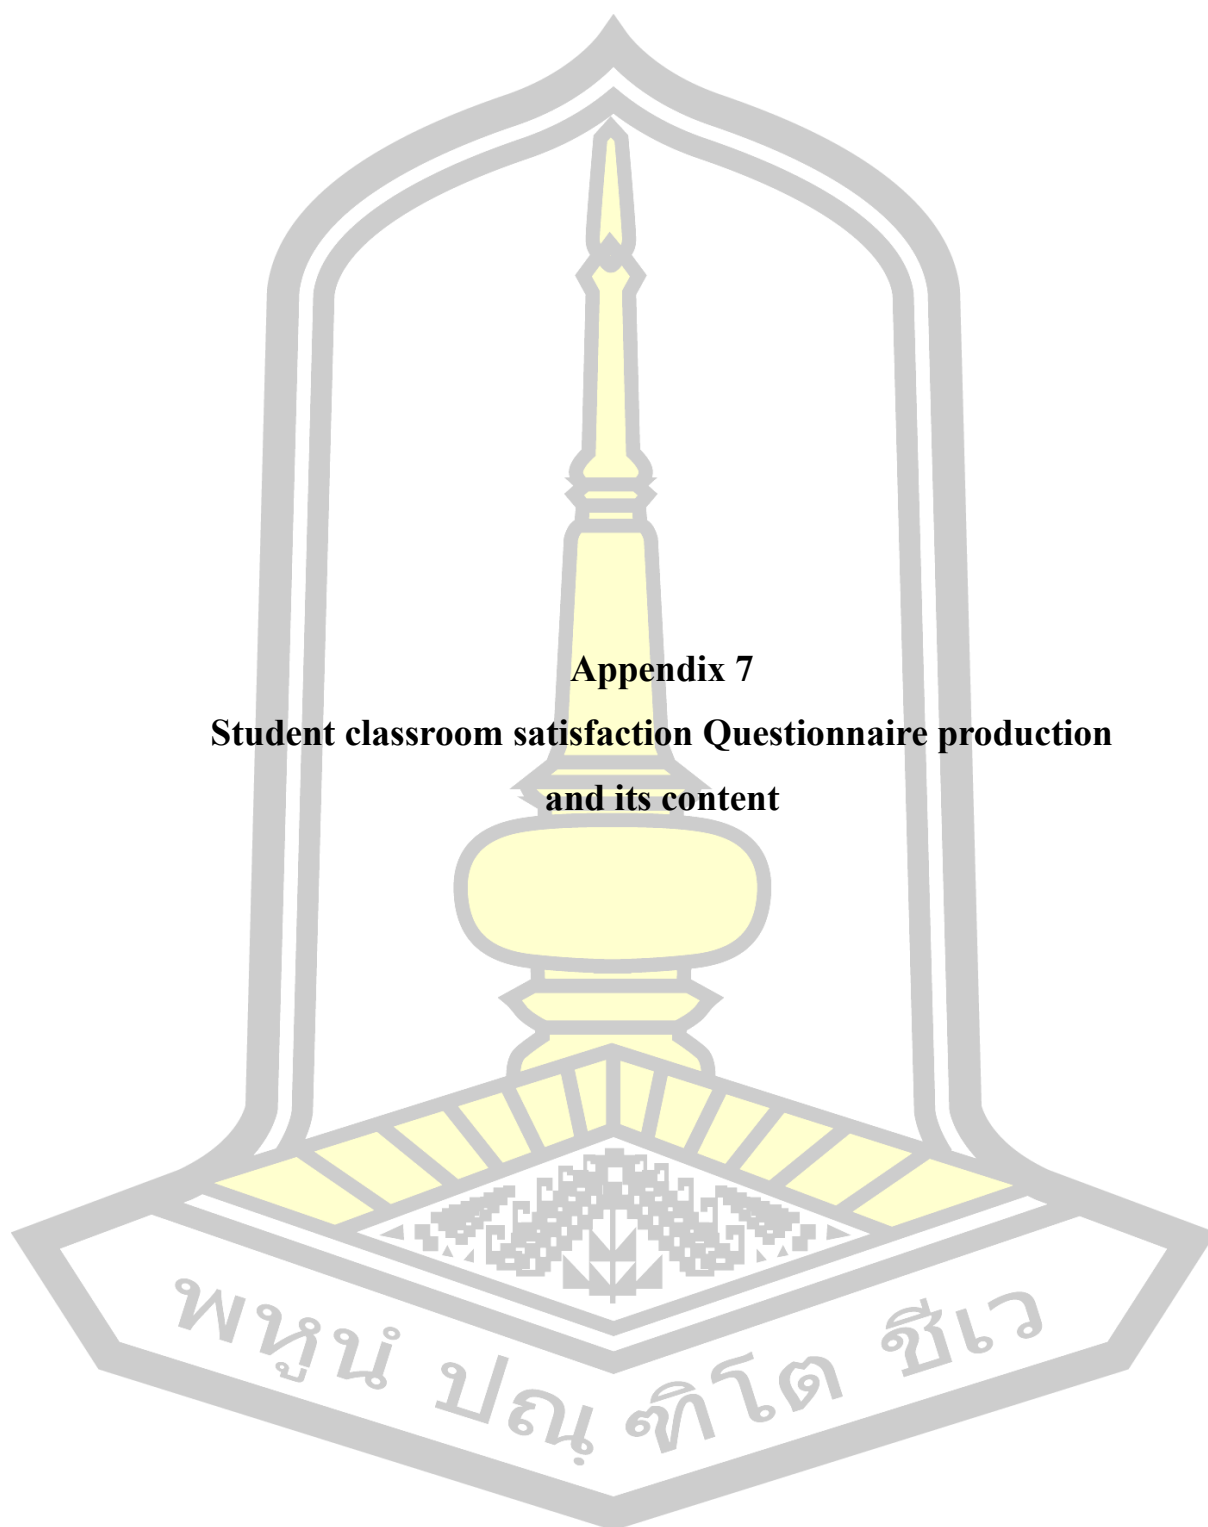 Appendix 7
Student classroom satisfaction Questionnaire production
and its content
พหูนํ ปณฺฑิโต ชีเว